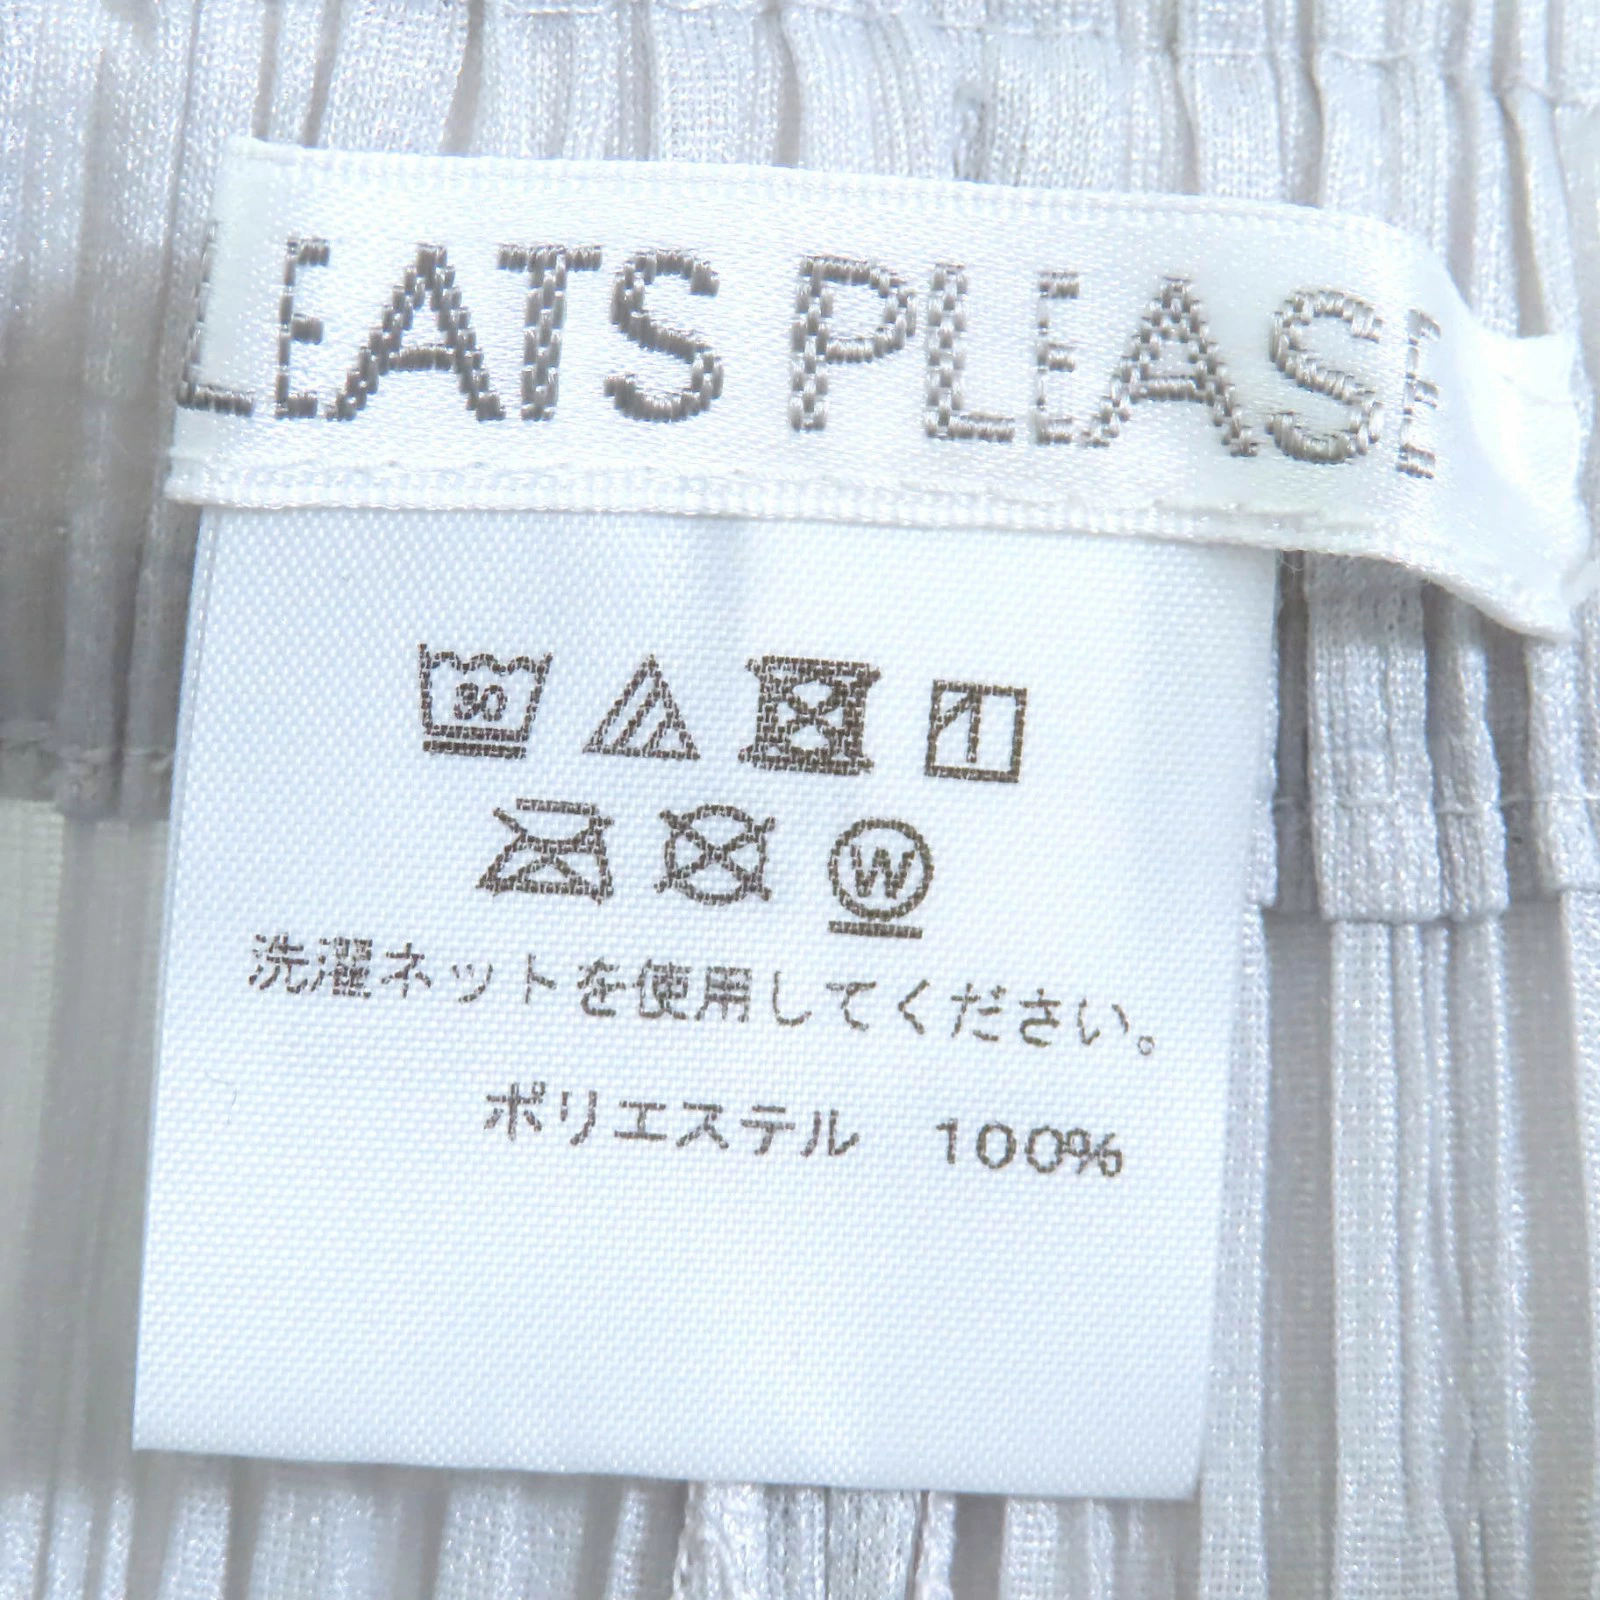 LEATS PLEASE
30
W
洗濯ネットを使用してください。
ポリエステル 100%